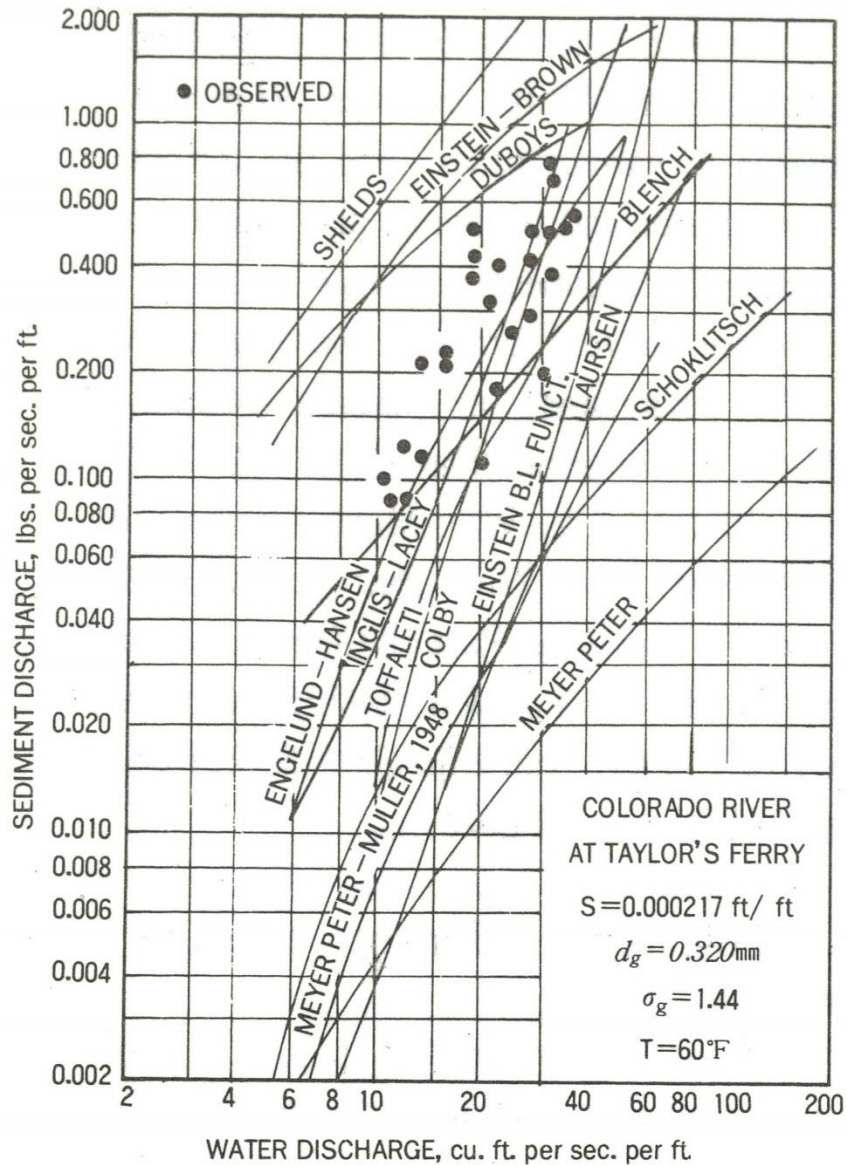 2.000
1.000
0.800
0.600
0.400
0.200
0.100
0.080
0.060
0.040
0.020
0.010
0.008
0.006
0.004
0.002
SEDIMENT DISCHARGE, lbs. per sec. per ft.
● OBSERVED
SHIELDS
EINSTEIN–BROWN
DUBOYS
BLENCH
ENGELUND–HANSEN
INGLIS–LACEY
TOFFALETI
COLBY
EINSTEIN B.L. FUNCT.
LAURSEN
SCHOKLITSCH
MEYER PETER–MULLER, 1948
MEYER PETER
COLORADO RIVER
AT TAYLOR'S FERRY
S=0.000217 ft/ ft
dg=0.320mm
σg=1.44
T=60°F
2 4 6 8 10 20 40 60 80 100 200
WATER DISCHARGE, cu. ft. per sec. per ft.